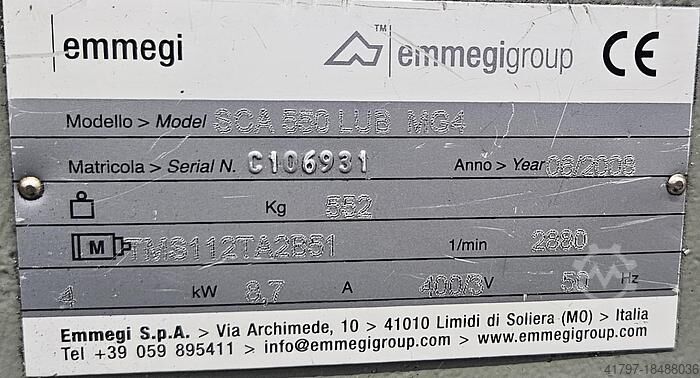 emmegi ™ emmegigroup CE
Modello > Model SCA 550 LUB MG4
Matricola > Serial N. C106931 Anno > Year 06/2008
Kg 552
M TMS112TA2B51 1/min 2880
4 kW 8,7 A 400/3 V 50 Hz
Emmegi S.p.A. > Via Archimede, 10 > 41010 Limidi di Soliera (MO) > Italia
Tel +39 059 895411 > info@emmegigroup.com > www.emmegigroup.com
41797-18488036